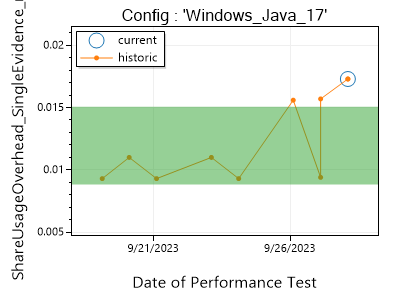 Config : 'Windows_Java_17'
current
historic
0.02
0.015
0.01
0.005
ShareUsageOverhead_SingleEvidence_
9/21/2023
9/26/2023
Date of Performance Test